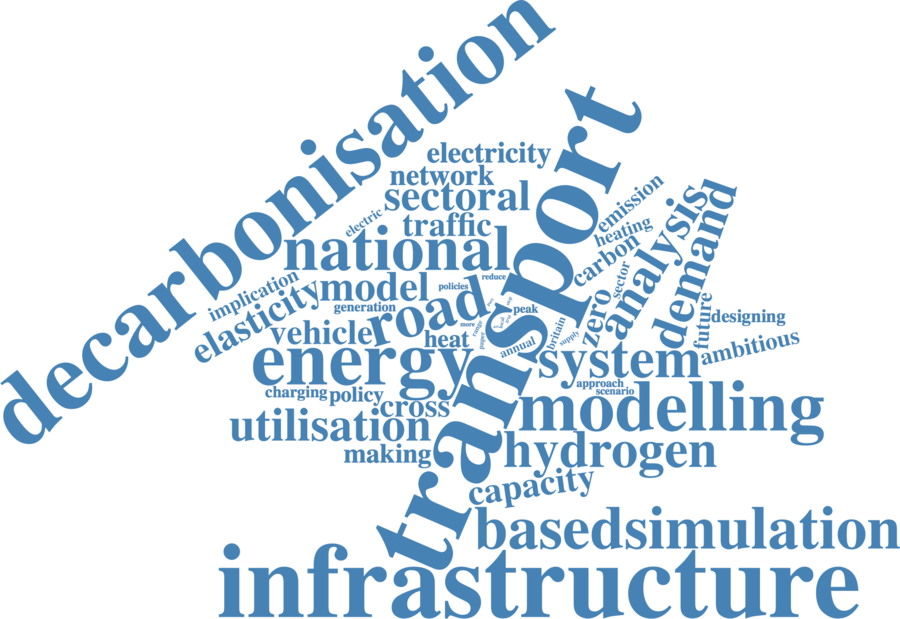 decarbonisation
transport
electricity
network
sectoral
electric
traffic
national
emission
heating
carbon
analysis
demand
implication
elasticity
model
policies
reduce
generation
road
more
peak
zero
sector
future
designing
vehicle
heat
range
paper
annual
britain
supply
energy
system
ambitious
charging
policy
cross
approach
scenario
modelling
utilisation
making
hydrogen
capacity
basedsimulation
infrastructure